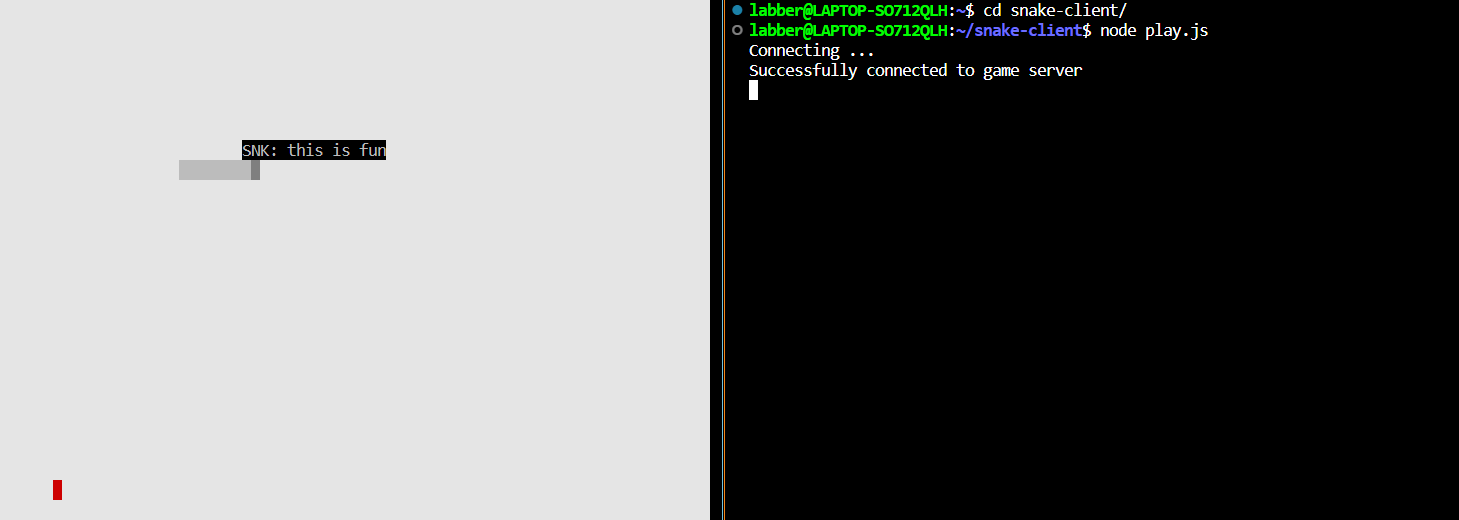 SNK: this is fun
labber@LAPTOP-SO712QLH:~$ cd snake-client/
labber@LAPTOP-SO712QLH:~/snake-client$ node play.js
Connecting ...
Successfully connected to game server